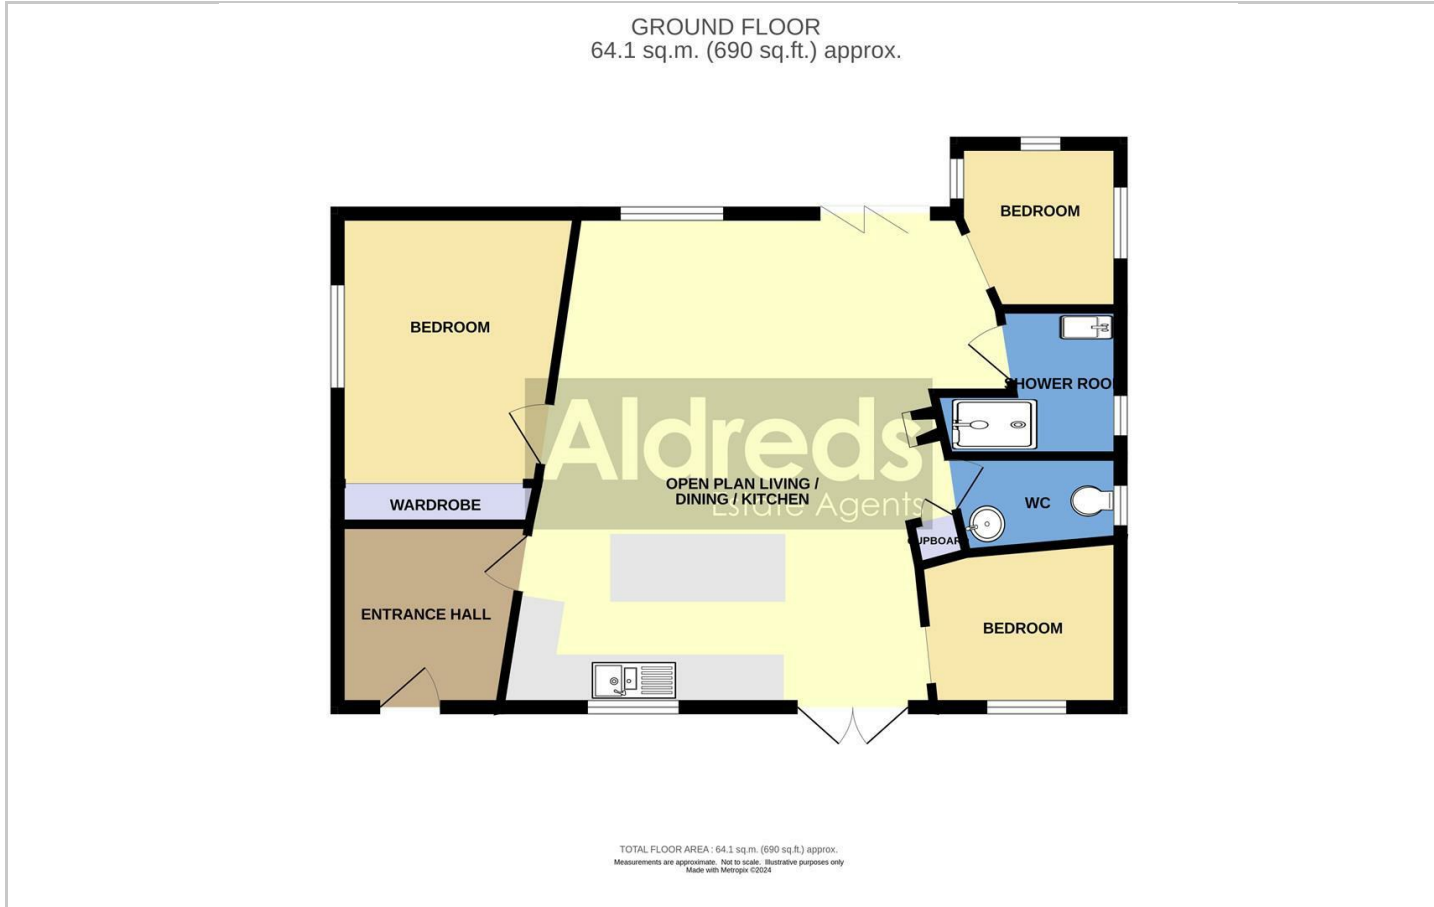 GROUND FLOOR
64.1 sq.m. (690 sq.ft.) approx.
BEDROOM
BEDROOM
SHOWER ROO
Aldreds
Estate Agents
OPEN PLAN LIVING /
DINING / KITCHEN
WARDROBE
WC
CUPBOARD
ENTRANCE HALL
BEDROOM
TOTAL FLOOR AREA : 64.1 sq.m. (690 sq.ft.) approx.
Measurements are approximate. Not to scale. Illustrative purposes only
Made with Metropix ©2024